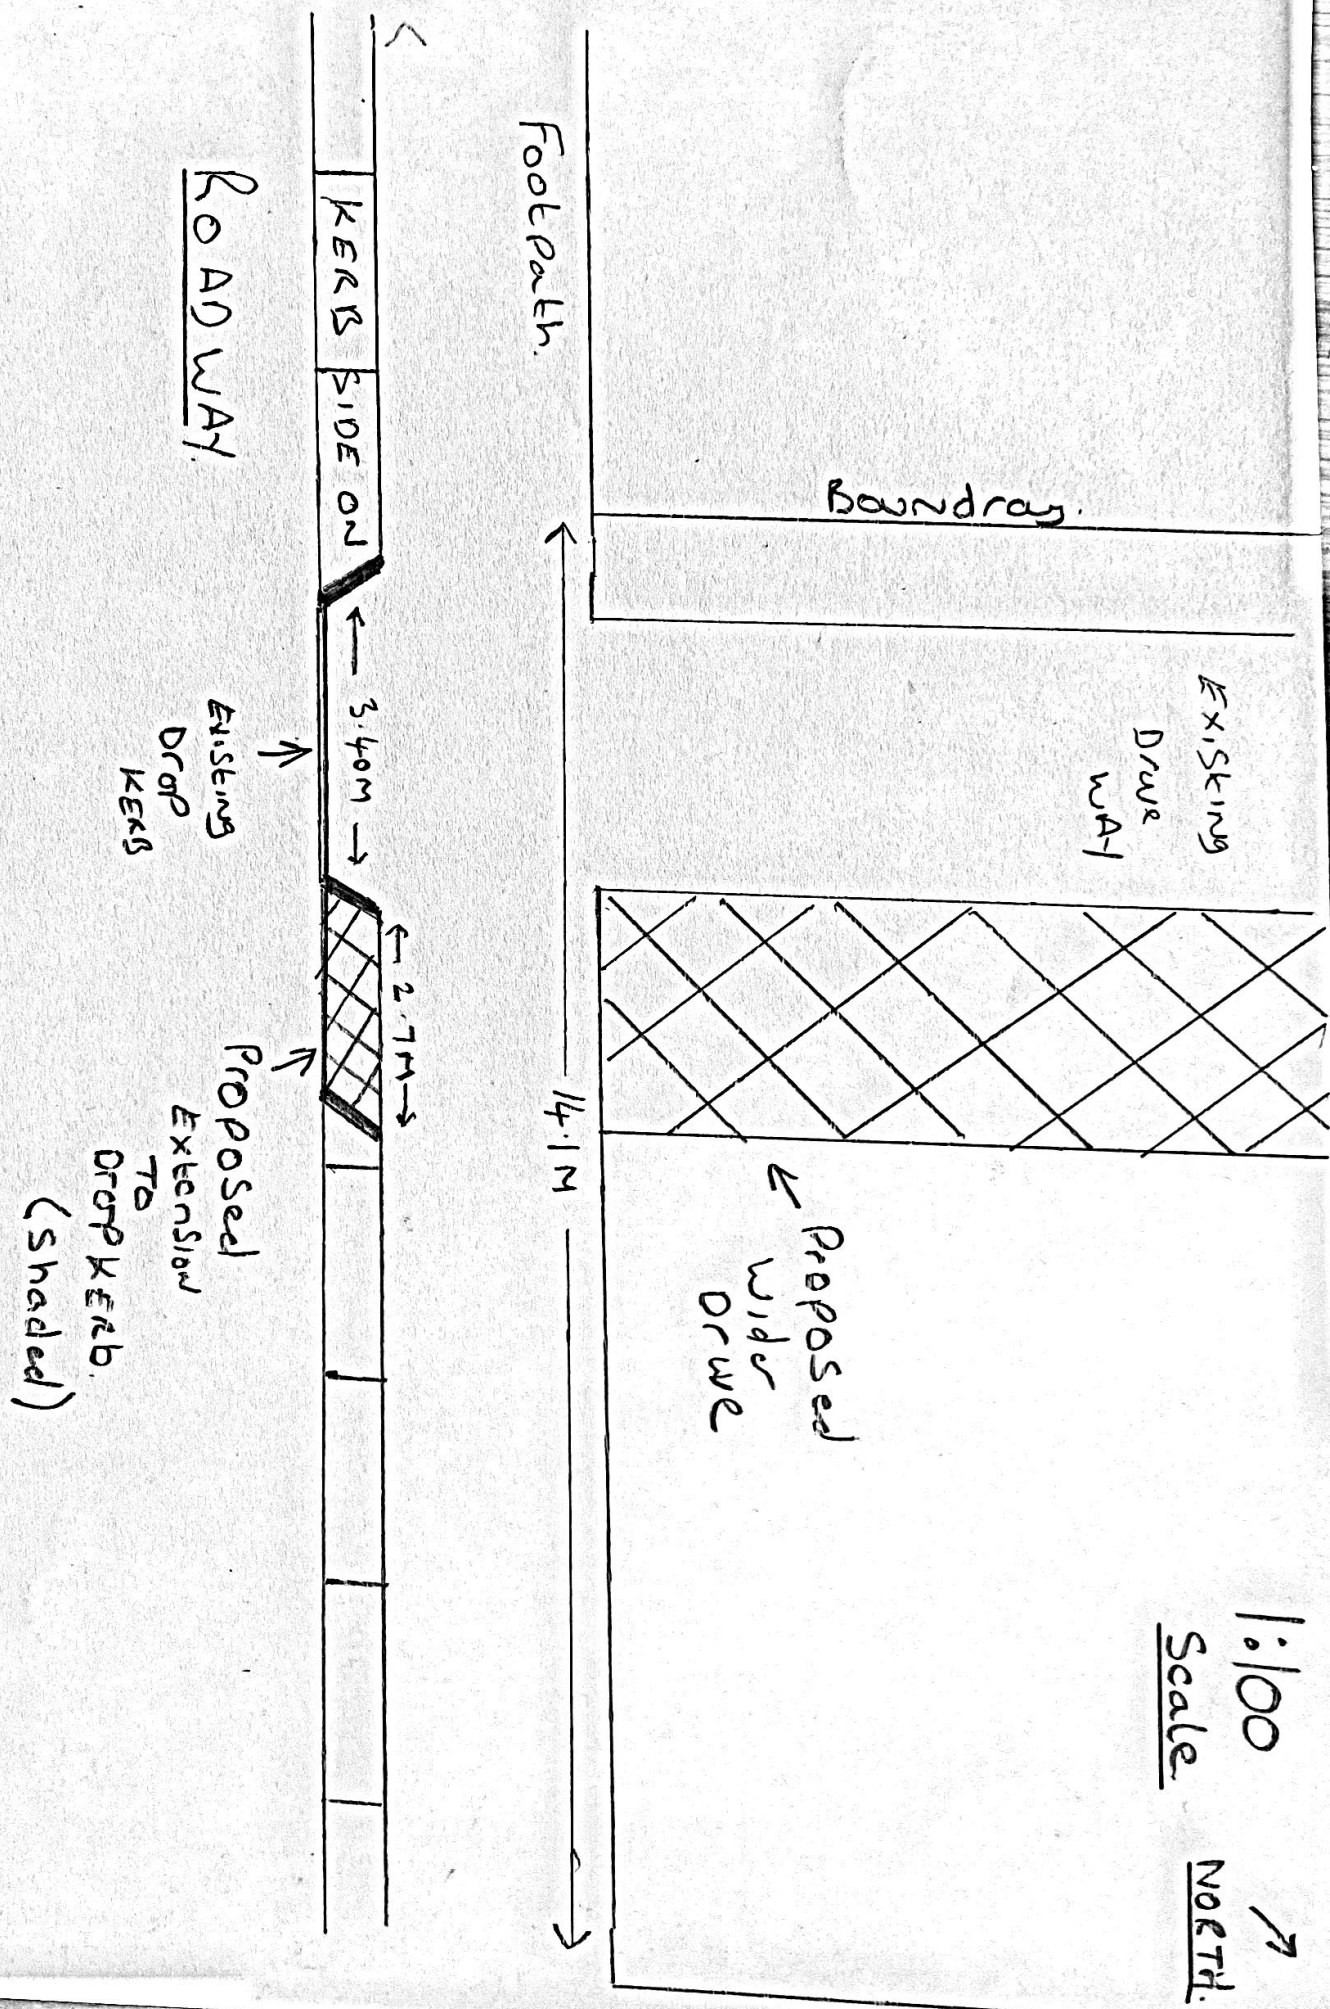 1:100
Scale
NORTH.
Existing
Drive
WAY
Boundray.
Proposed
Wider
Drive
Footpath.
14.1M
2.7M
3.40M
KERB SIDE ON
ROADWAY.
Existing
Drop
KERB
Proposed
Extension
To
Drop KERb.
(Shaded)